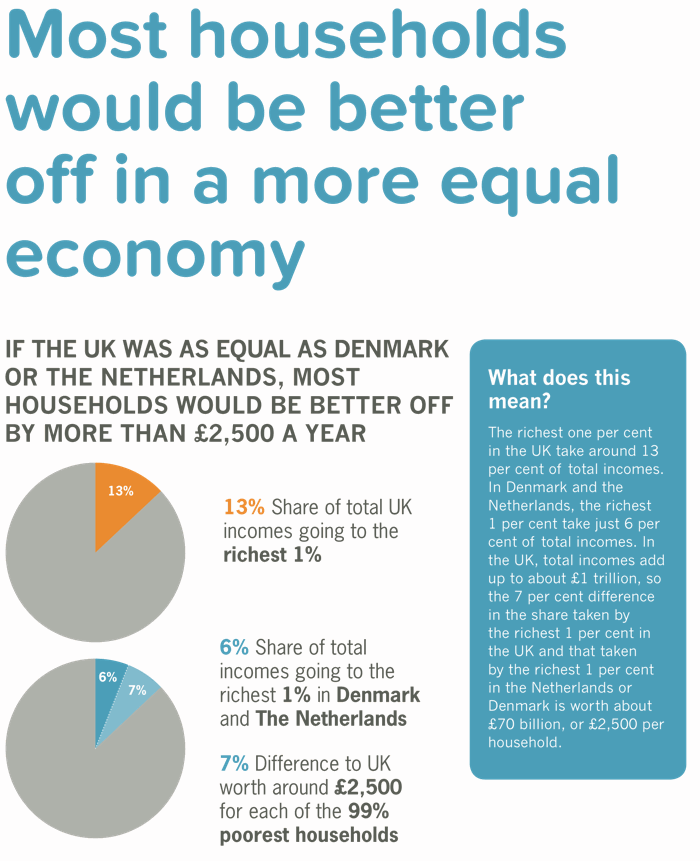 Most households
would be better
off in a more equal
economy
IF THE UK WAS AS EQUAL AS DENMARK
OR THE NETHERLANDS, MOST
HOUSEHOLDS WOULD BE BETTER OFF
BY MORE THAN £2,500 A YEAR
13%
13% Share of total UK
incomes going to the
richest 1%
6%
7%
6% Share of total
incomes going to the
richest 1% in Denmark
and The Netherlands
7% Difference to UK
worth around £2,500
for each of the 99%
poorest households
What does this
mean?
The richest one per cent
in the UK take around 13
per cent of total incomes.
In Denmark and the
Netherlands, the richest
1 per cent take just 6 per
cent of total incomes. In
the UK, total incomes add
up to about £1 trillion, so
the 7 per cent difference
in the share taken by
the richest 1 per cent in
the UK and that taken
by the richest 1 per cent
in the Netherlands or
Denmark is worth about
£70 billion, or £2,500 per
household.